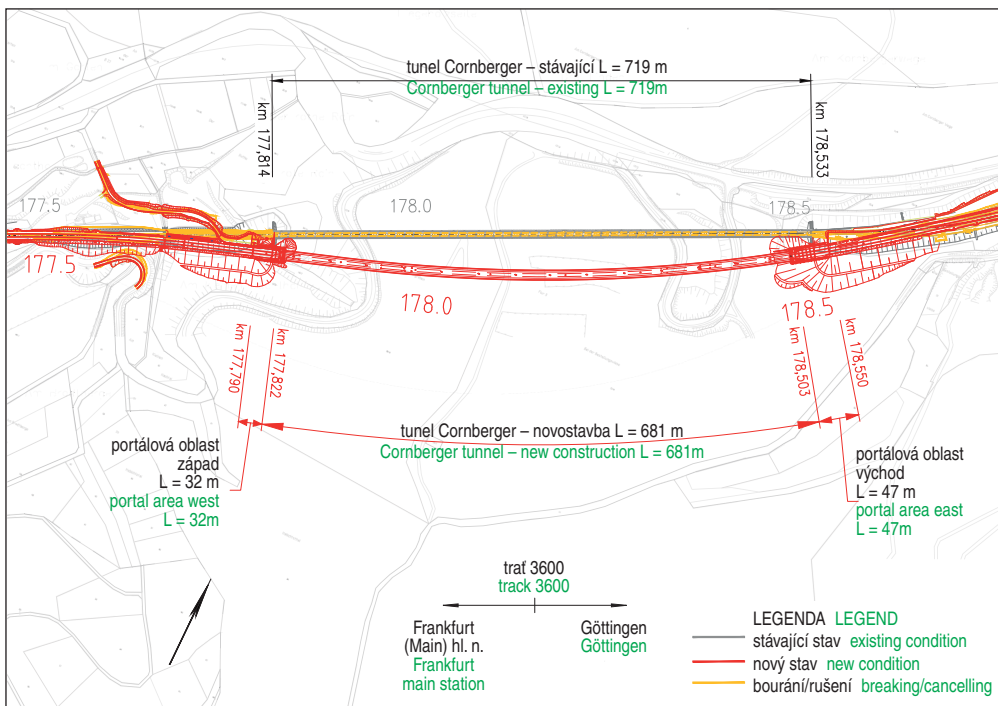 tunel Cornberger – stávající L = 719 m
Cornberger tunnel – existing L = 719m
km 177,814
km 178,533
177.5
178.0
178.5
177.5
178.0
178.5
km 177,790
km 177,822
km 178,503
km 178,550
tunel Cornberger – novostavba L = 681 m
Cornberger tunnel – new construction L = 681m
portálová oblast
západ
L = 32 m
portal area west
L = 32m
portálová oblast
východ
L = 47 m
portal area east
L = 47m
trať 3600
track 3600
Frankfurt
(Main) hl. n.
Frankfurt
main station
Göttingen
Göttingen
LEGENDA LEGEND
stávající stav existing condition
nový stav new condition
bourání/rušení breaking/cancelling